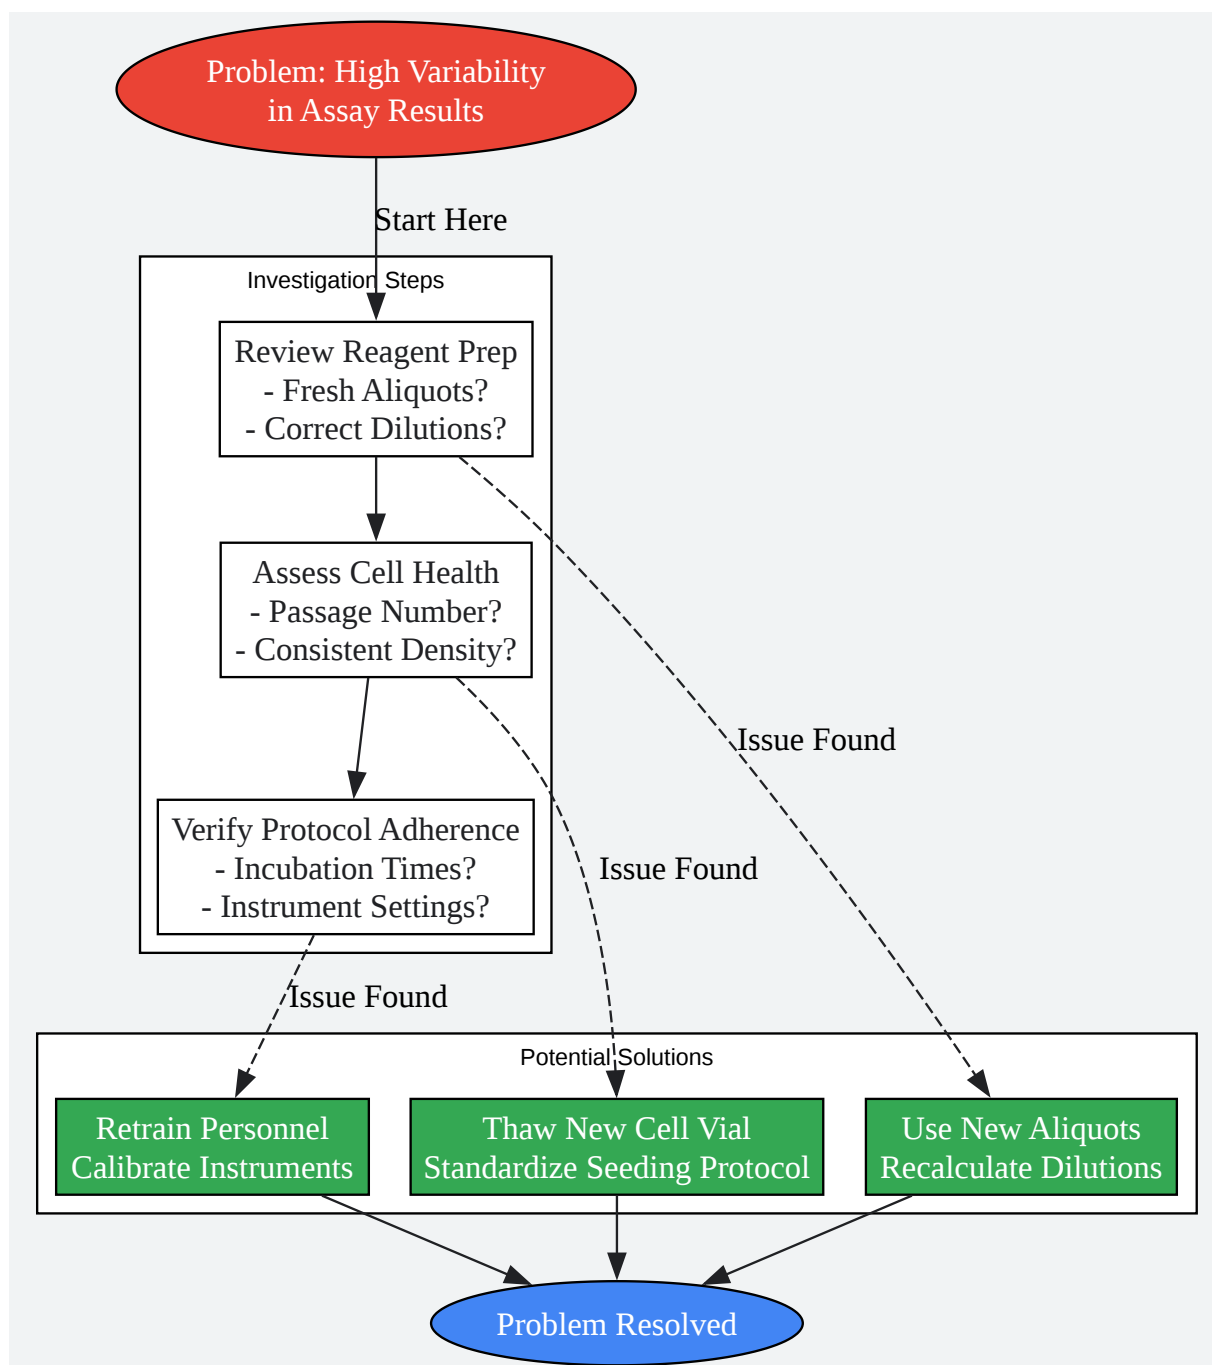 Problem: High Variability
in Assay Results
Start Here
Investigation Steps
Review Reagent Prep
- Fresh Aliquots?
- Correct Dilutions?
Assess Cell Health
- Passage Number?
- Consistent Density?
Issue Found
Verify Protocol Adherence
- Incubation Times?
- Instrument Settings?
Issue Found
Issue Found
Potential Solutions
Retrain Personnel
Calibrate Instruments
Thaw New Cell Vial
Standardize Seeding Protocol
Use New Aliquots
Recalculate Dilutions
Problem Resolved